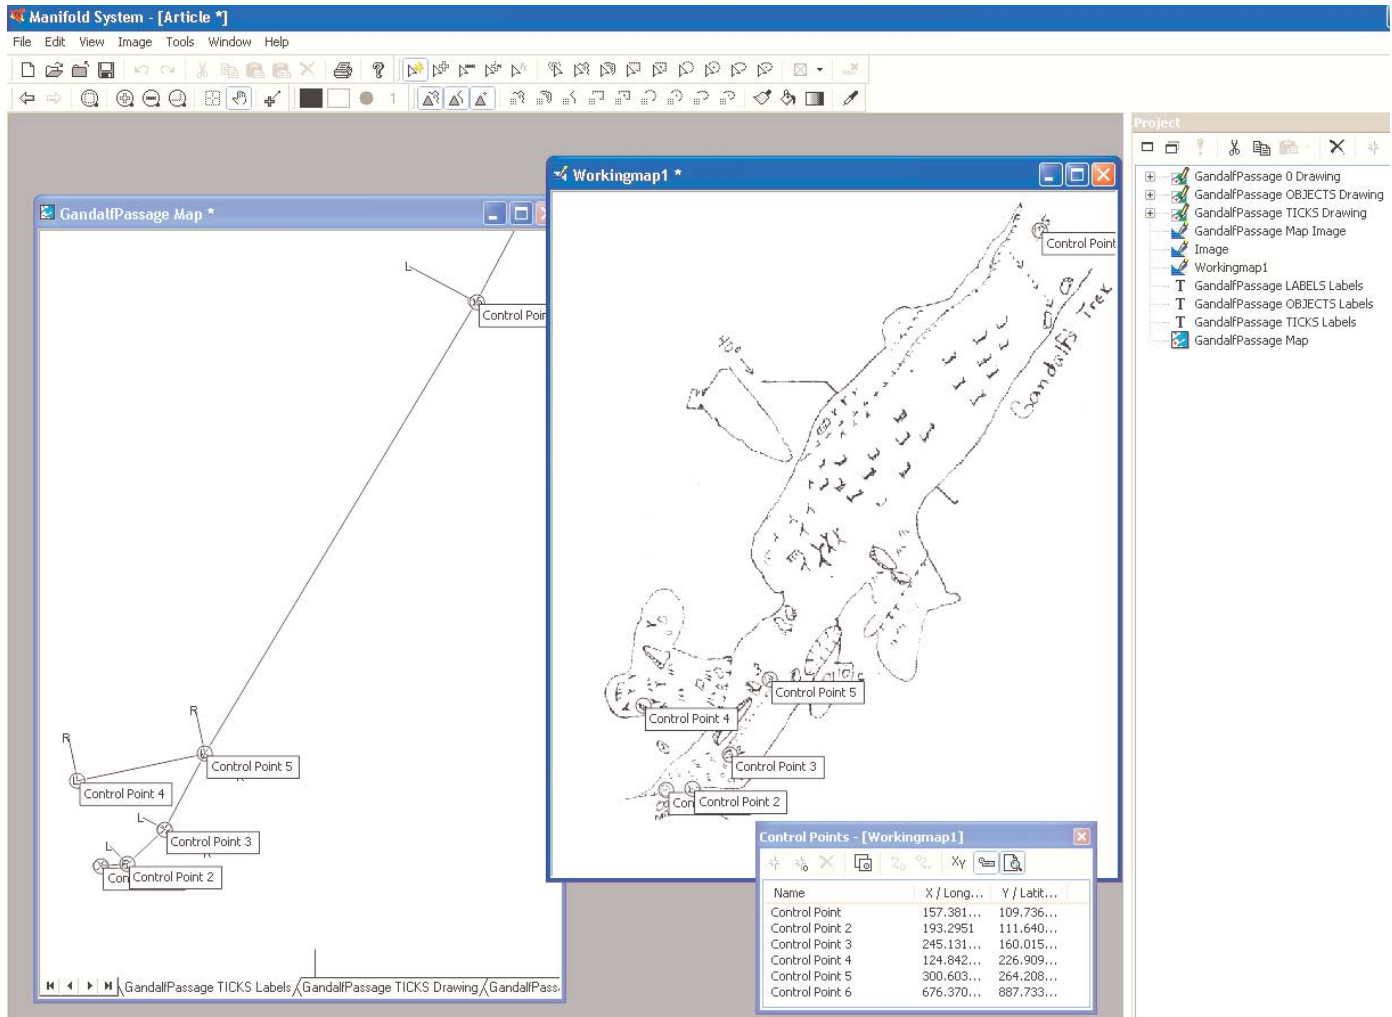 Manifold System - [Article *]
File Edit View Image Tools Window Help
1
Project
GandalfPassage 0 Drawing
GandalfPassage OBJECTS Drawing
GandalfPassage TICKS Drawing
GandalfPassage Map Image
Image
Workingmap1
GandalfPassage LABELS Labels
GandalfPassage OBJECTS Labels
GandalfPassage TICKS Labels
GandalfPassage Map
GandalfPassage Map *
L
Control Poin
R
R
Control Point 5
Control Point 4
L
Control Point 3
L
R
Con
Control Point 2
GandalfPassage TICKS Labels GandalfPassage TICKS Drawing GandalfPass
Workingmap1 *
Control Point
40°
Gandalf's Trek
L
Control Point 5
Control Point 4
Control Point 3
Con
Control Point 2
Control Points - [Workingmap1]
XY
Name X / Long... Y / Latit...
Control Point 157.381... 109.736...
Control Point 2 193.2951 111.640...
Control Point 3 245.131... 160.015...
Control Point 4 124.842... 226.909...
Control Point 5 300.603... 264.208...
Control Point 6 676.370... 887.733...